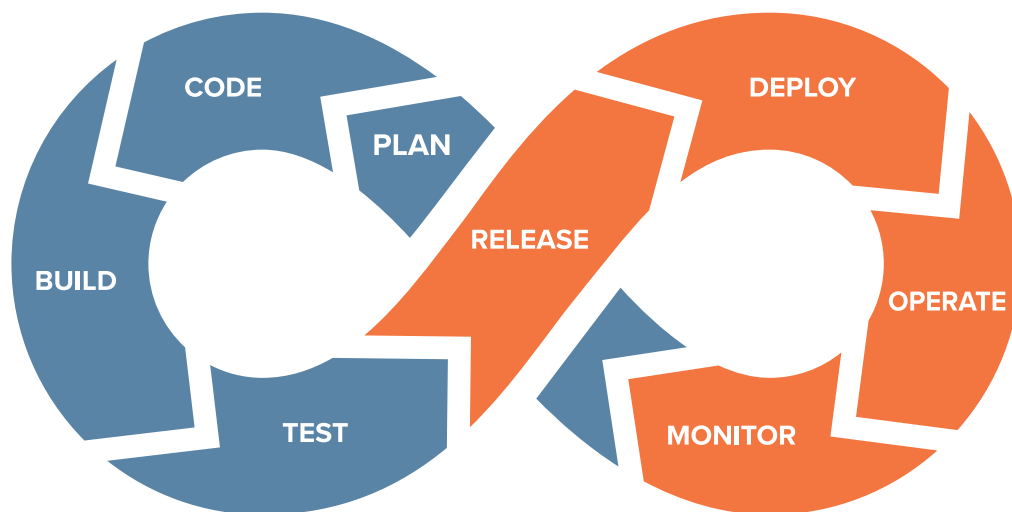 PLAN
CODE
BUILD
TEST
RELEASE
DEPLOY
OPERATE
MONITOR